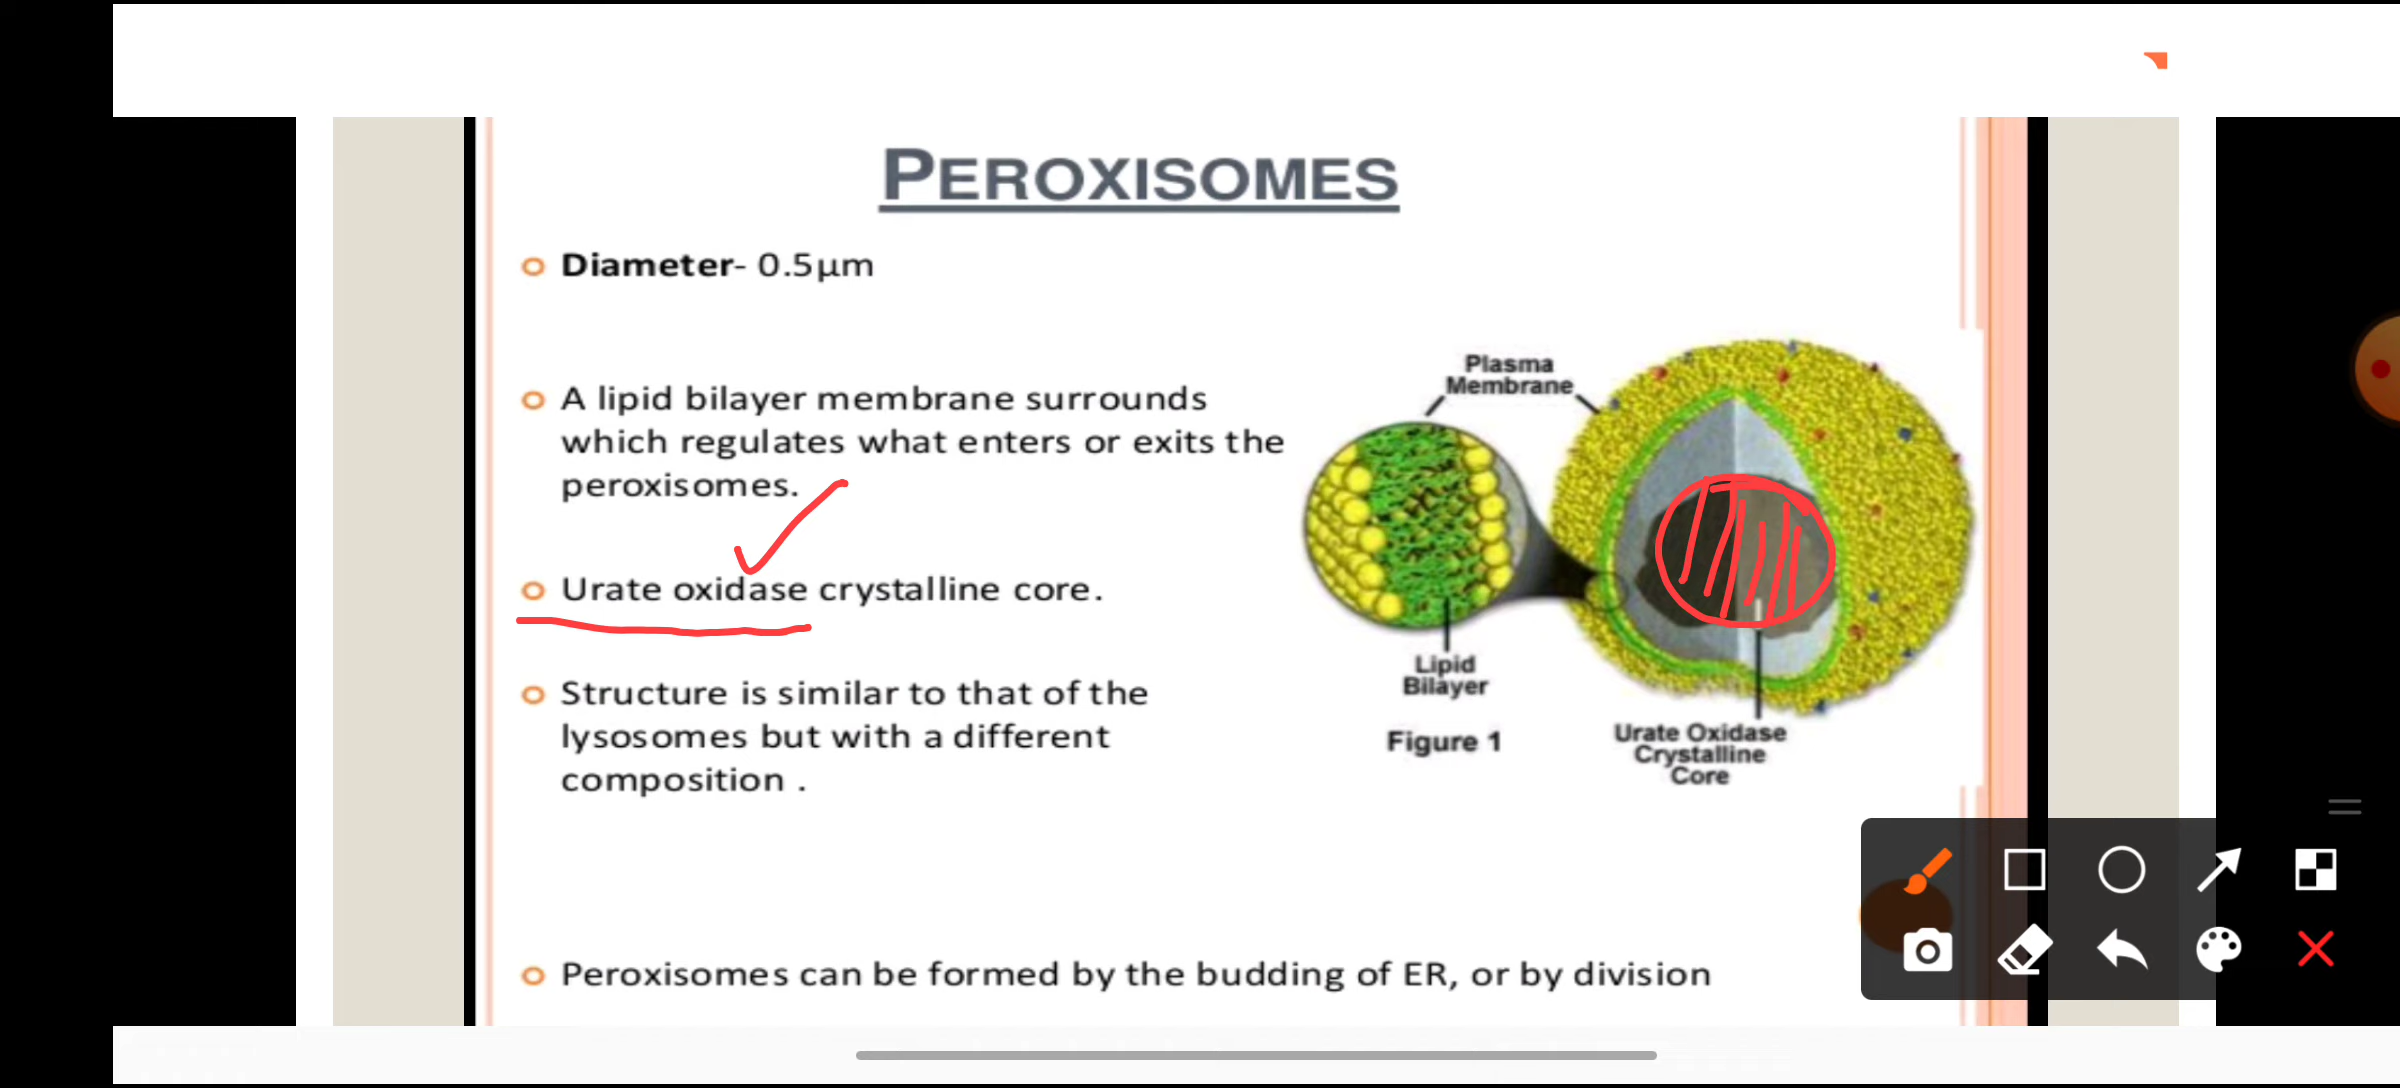 PEROXISOMES
Diameter- 0.5µm
A lipid bilayer membrane surrounds
which regulates what enters or exits the
peroxisomes.
Urate oxidase crystalline core.
Structure is similar to that of the
lysosomes but with a different
composition .
Peroxisomes can be formed by the budding of ER, or by division
Plasma
Membrane
Lipid
Bilayer
Figure 1
Urate Oxidase
Crystalline
Core